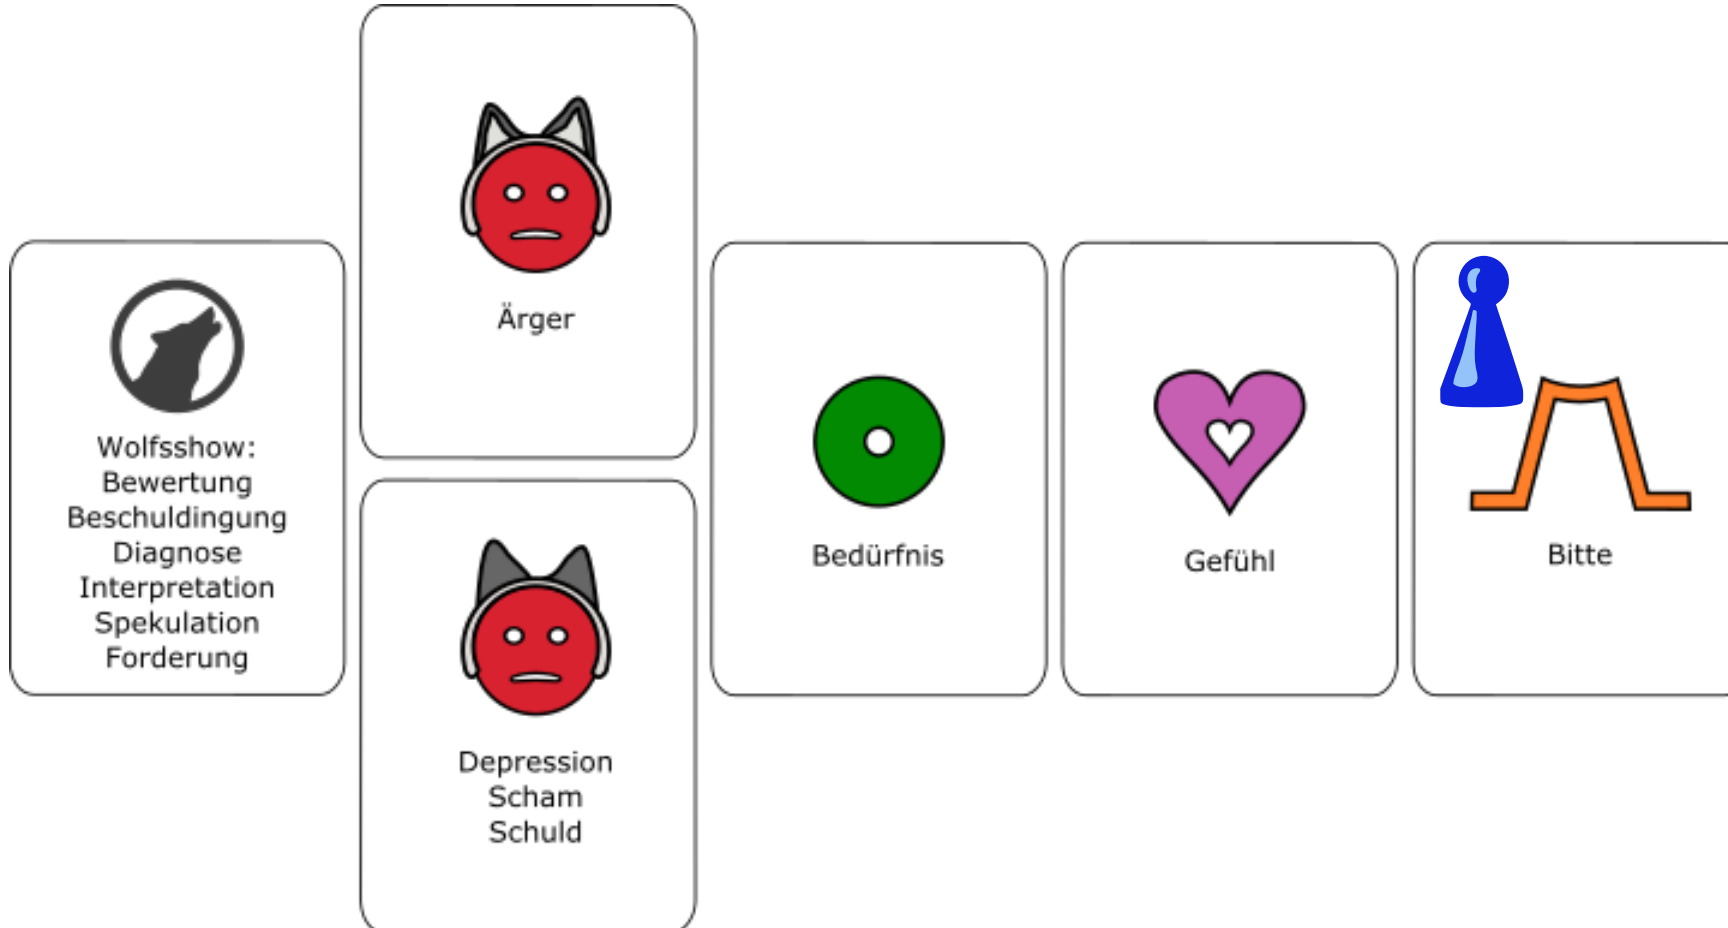 Wolfsshow:
Bewertung
Beschuldingung
Diagnose
Interpretation
Spekulation
Forderung
Ärger
Depression
Scham
Schuld
Bedürfnis
Gefühl
Bitte